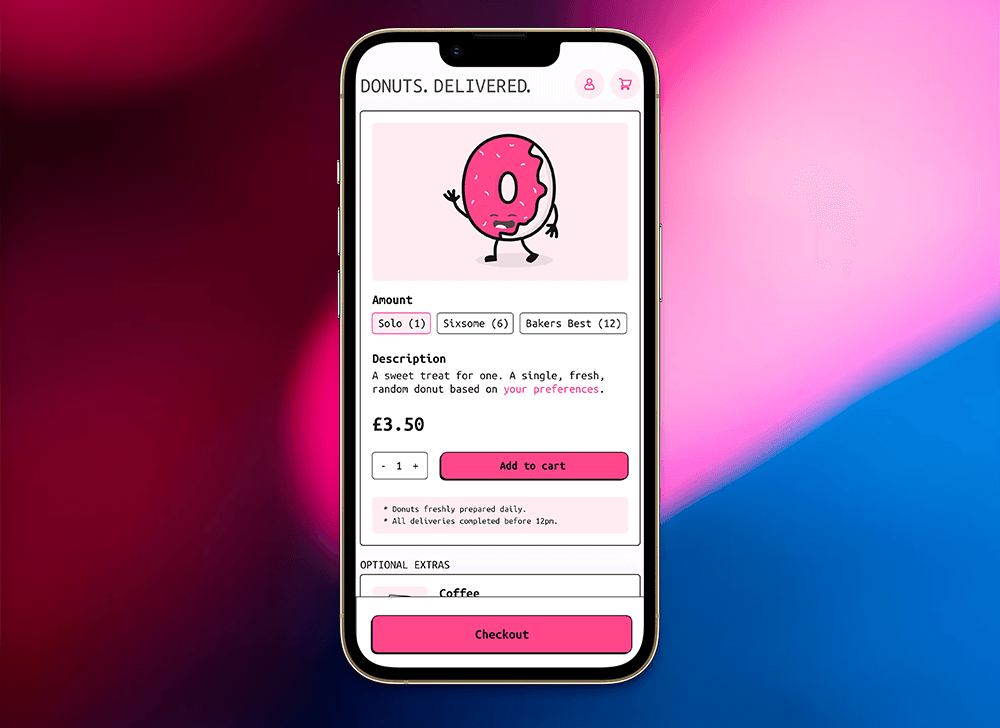 DONUTS. DELIVERED.
Amount
Solo (1) Sixsome (6) Bakers Best (12)
Description
A sweet treat for one. A single, fresh,
random donut based on your preferences.
£3.50
- 1 +
Add to cart
* Donuts freshly prepared daily.
* All deliveries completed before 12pm.
OPTIONAL EXTRAS
Coffee
Checkout